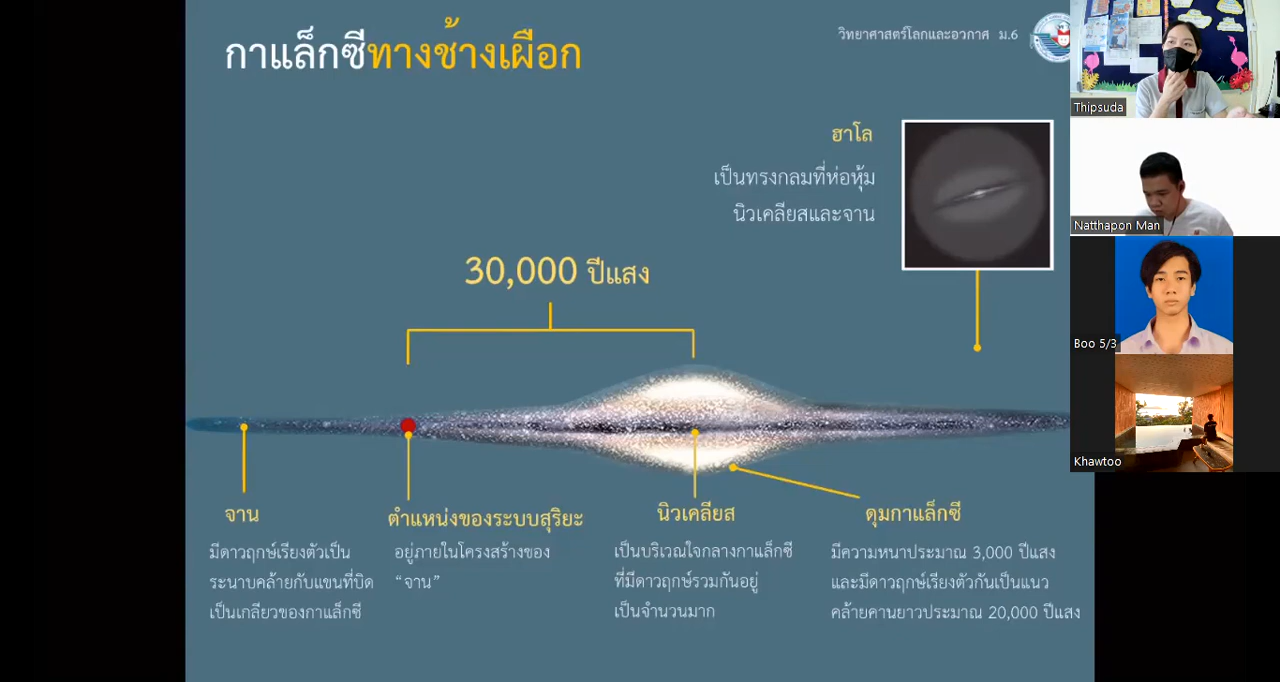 กาแล็กซีทางช้างเผือก
วิทยาศาสตร์โลกและอวกาศ ม.6
ฮาโล
เป็นทรงกลมที่ห่อหุ้ม
นิวเคลียสและจาน
30,000 ปีแสง
จาน
มีดาวฤกษ์เรียงตัวเป็น
ระนาบคล้ายกับแขนที่บิด
เป็นเกลียวของกาแล็กซี
ตำแหน่งของระบบสุริยะ
อยู่ภายในโครงสร้างของ
“จาน”
นิวเคลียส
เป็นบริเวณใจกลางกาแล็กซี
ที่มีดาวฤกษ์รวมกันอยู่
เป็นจำนวนมาก
ดุมกาแล็กซี
มีความหนาประมาณ 3,000 ปีแสง
และมีดาวฤกษ์เรียงตัวกันเป็นแนว
คล้ายคานยาวประมาณ 20,000 ปีแสง
Thipsuda
Natthapon Man
Boo 5/3
Khawtoo